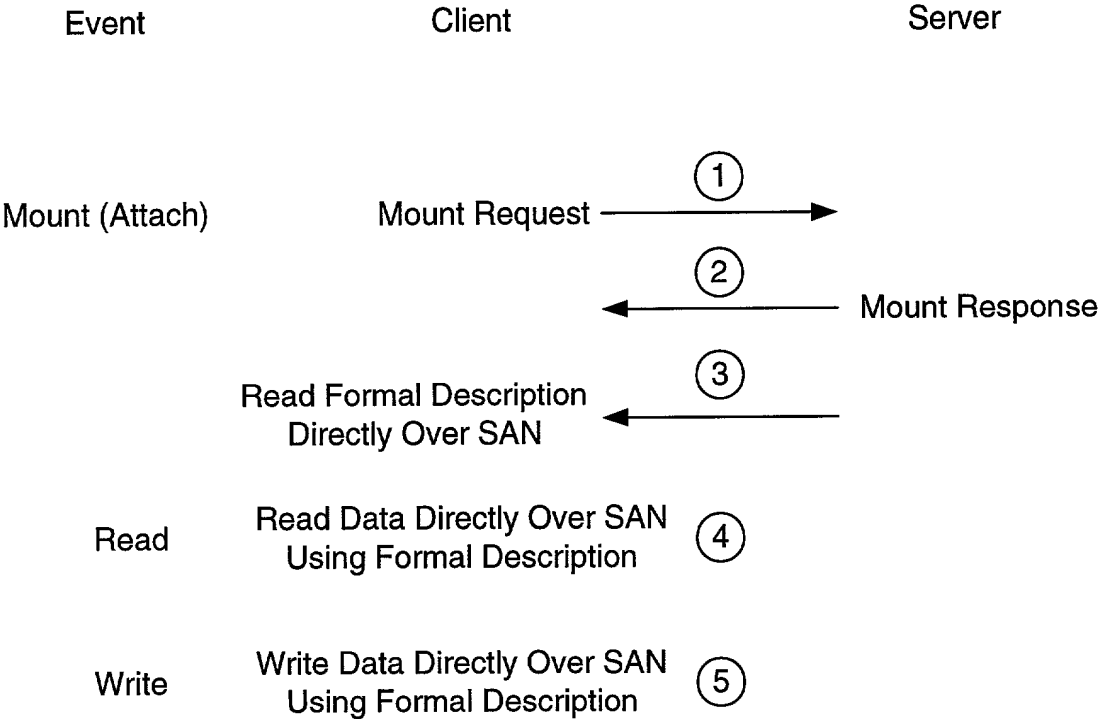 Event Client Server
1
Mount (Attach) Mount Request
2
Mount Response
3
Read Formal Description
Directly Over SAN
Read Data Directly Over SAN
Read 4
Using Formal Description
Write Data Directly Over SAN
Write 5
Using Formal Description